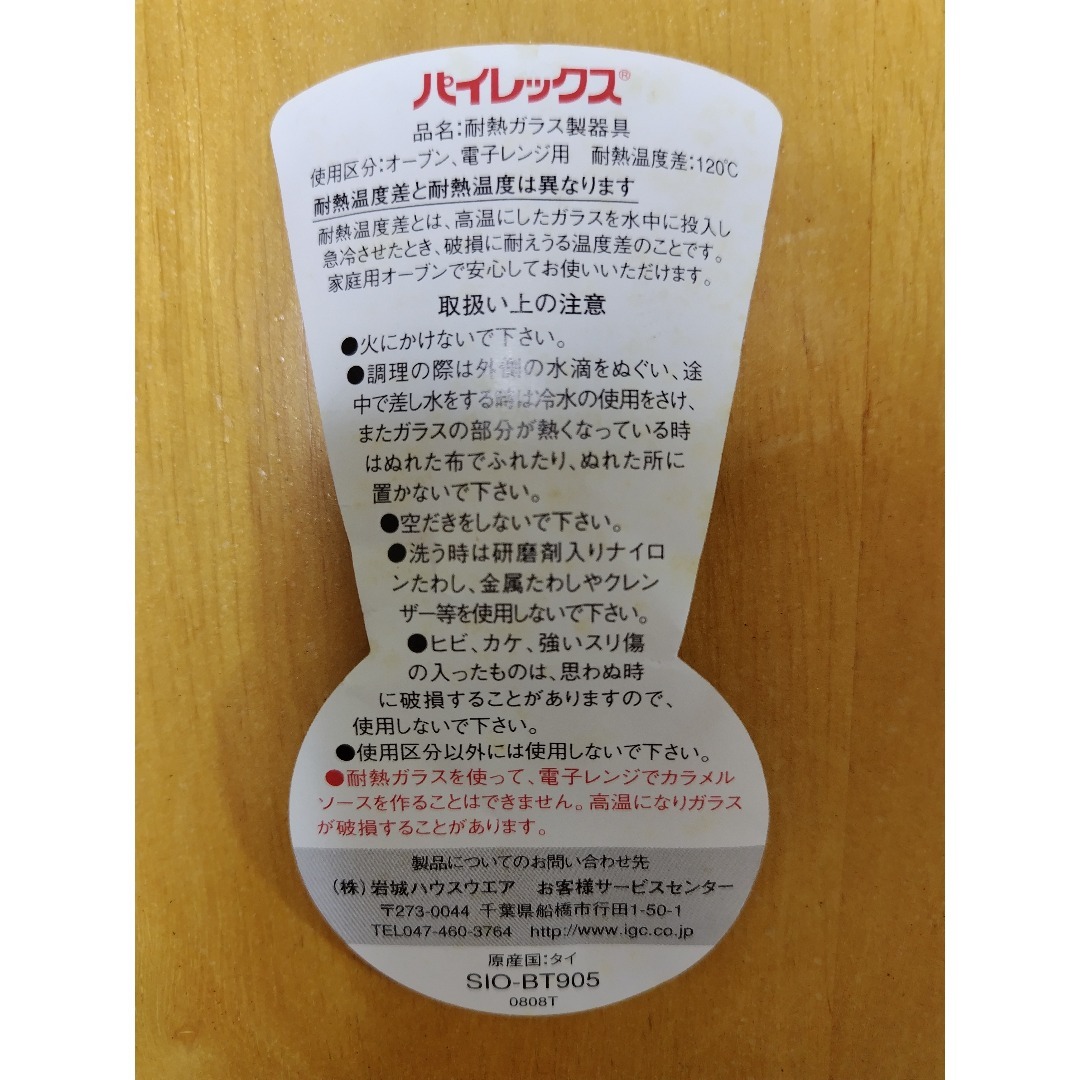 パイレックス®
品名:耐熱ガラス製器具
使用区分:オーブン、電子レンジ用　耐熱温度差:120℃
耐熱温度差と耐熱温度は異なります
耐熱温度差とは、高温にしたガラスを水中に投入し
急冷させたとき、破損に耐えうる温度差のことです。
家庭用オーブンで安心してお使いいただけます。
取扱い上の注意
●火にかけないで下さい。
●調理の際は外側の水滴をぬぐい、途
中で差し水をする時は冷水の使用をさけ、
またガラスの部分が熱くなっている時
はぬれた布でふれたり、ぬれた所に
置かないで下さい。
●空だきをしないで下さい。
●洗う時は研磨剤入りナイロ
ンたわし、金属たわしやクレン
ザー等を使用しないで下さい。
●ヒビ、カケ、強いスリ傷
の入ったものは、思わぬ時
に破損することがありますので、
使用しないで下さい。
●使用区分以外には使用しないで下さい。
●耐熱ガラスを使って、電子レンジでカラメル
ソースを作ることはできません。高温になりガラス
が破損することがあります。
製品についてのお問い合わせ先
(株)岩城ハウスウエア　お客様サービスセンター
〒273-0044 千葉県船橋市行田1-50-1
TEL047-460-3764　http://www.igc.co.jp
原産国:タイ
SIO-BT905
0808T